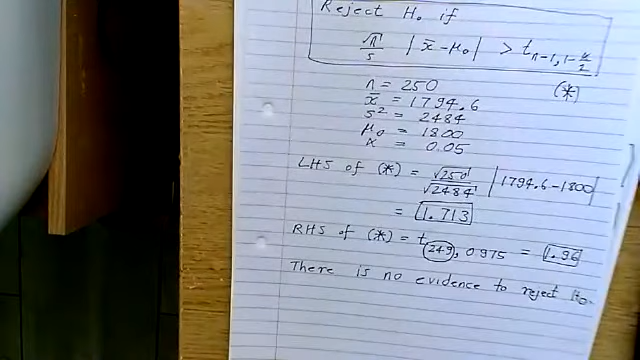 Reject H₀ if
√n/s |x̄-μ₀| > t n-1, 1-α/2
(*)
n = 250
x̄ = 1794.6
s² = 2484
μ₀ = 1800
α = 0.05
LHS of (*) = √250/√2484 |1794.6-1800|
= 1.713
RHS of (*) = t 249, 0.975 = 1.96
There is no evidence to reject H₀.